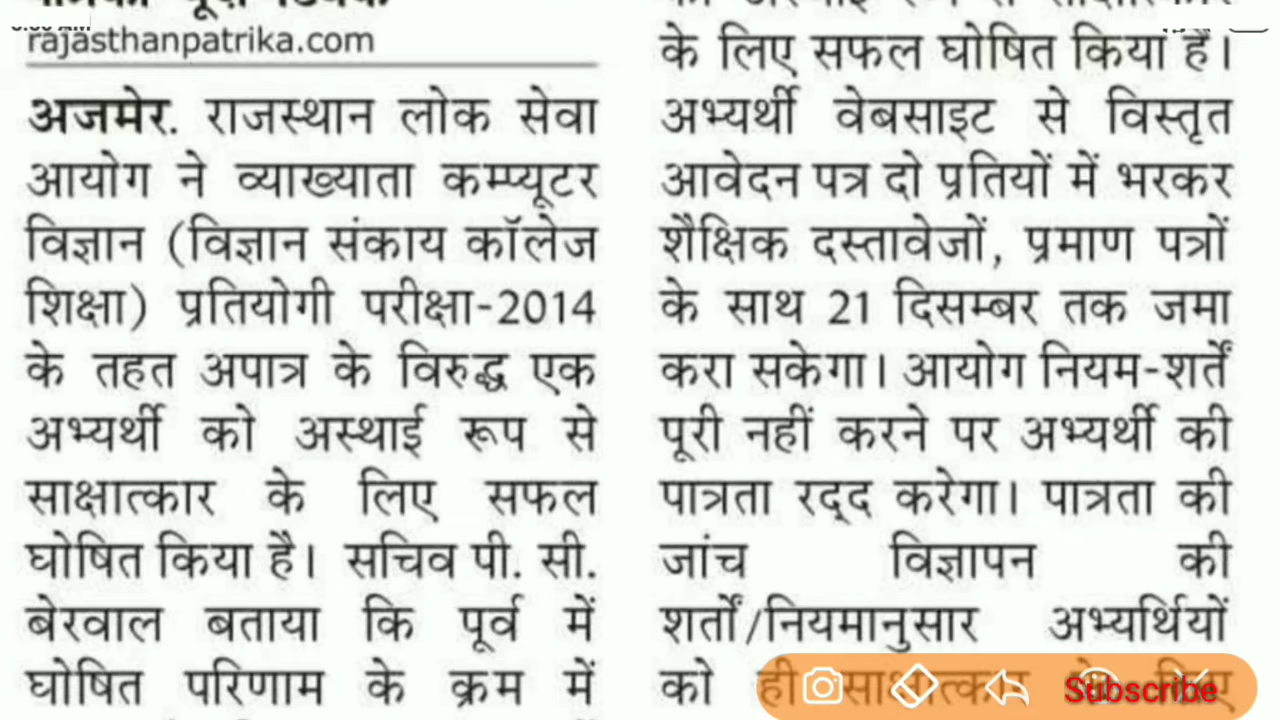 rajasthanpatrika.com
अजमेर. राजस्थान लोक सेवा
आयोग ने व्याख्याता कम्प्यूटर
विज्ञान (विज्ञान संकाय कॉलेज
शिक्षा) प्रतियोगी परीक्षा-2014
के तहत अपात्र के विरुद्ध एक
अभ्यर्थी को अस्थाई रूप से
साक्षात्कार के लिए सफल
घोषित किया है। सचिव पी. सी.
बेरवाल बताया कि पूर्व में
घोषित परिणाम के क्रम में
के लिए सफल घोषित किया है।
अभ्यर्थी वेबसाइट से विस्तृत
आवेदन पत्र दो प्रतियों में भरकर
शैक्षिक दस्तावेजों, प्रमाण पत्रों
के साथ 21 दिसम्बर तक जमा
करा सकेगा। आयोग नियम-शर्तें
पूरी नहीं करने पर अभ्यर्थी की
पात्रता रद्द करेगा। पात्रता की
जांच विज्ञापन की
शर्तों/नियमानुसार अभ्यर्थियों
को ही साक्षात्कार के लिए
Subscribe